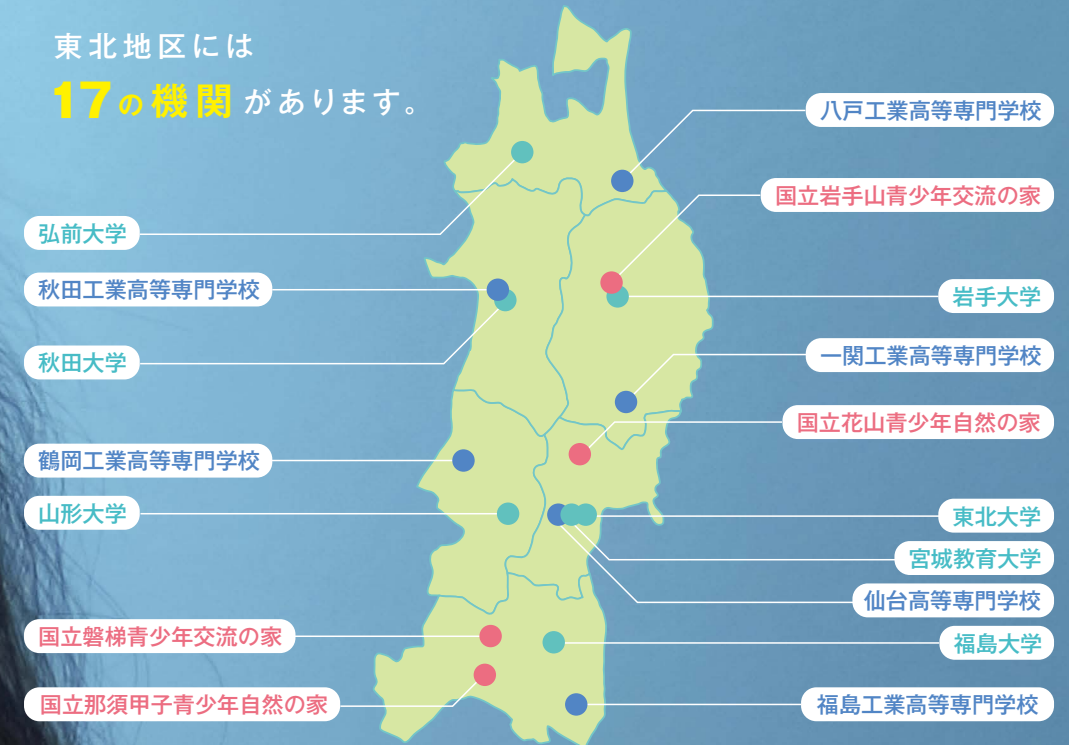 東北地区には
17の機関があります。
弘前大学
秋田工業高等専門学校
秋田大学
鶴岡工業高等専門学校
山形大学
国立磐梯青少年交流の家
国立那須甲子青少年自然の家
八戸工業高等専門学校
国立岩手山青少年交流の家
岩手大学
一関工業高等専門学校
国立花山青少年自然の家
東北大学
宮城教育大学
仙台高等専門学校
福島大学
福島工業高等専門学校